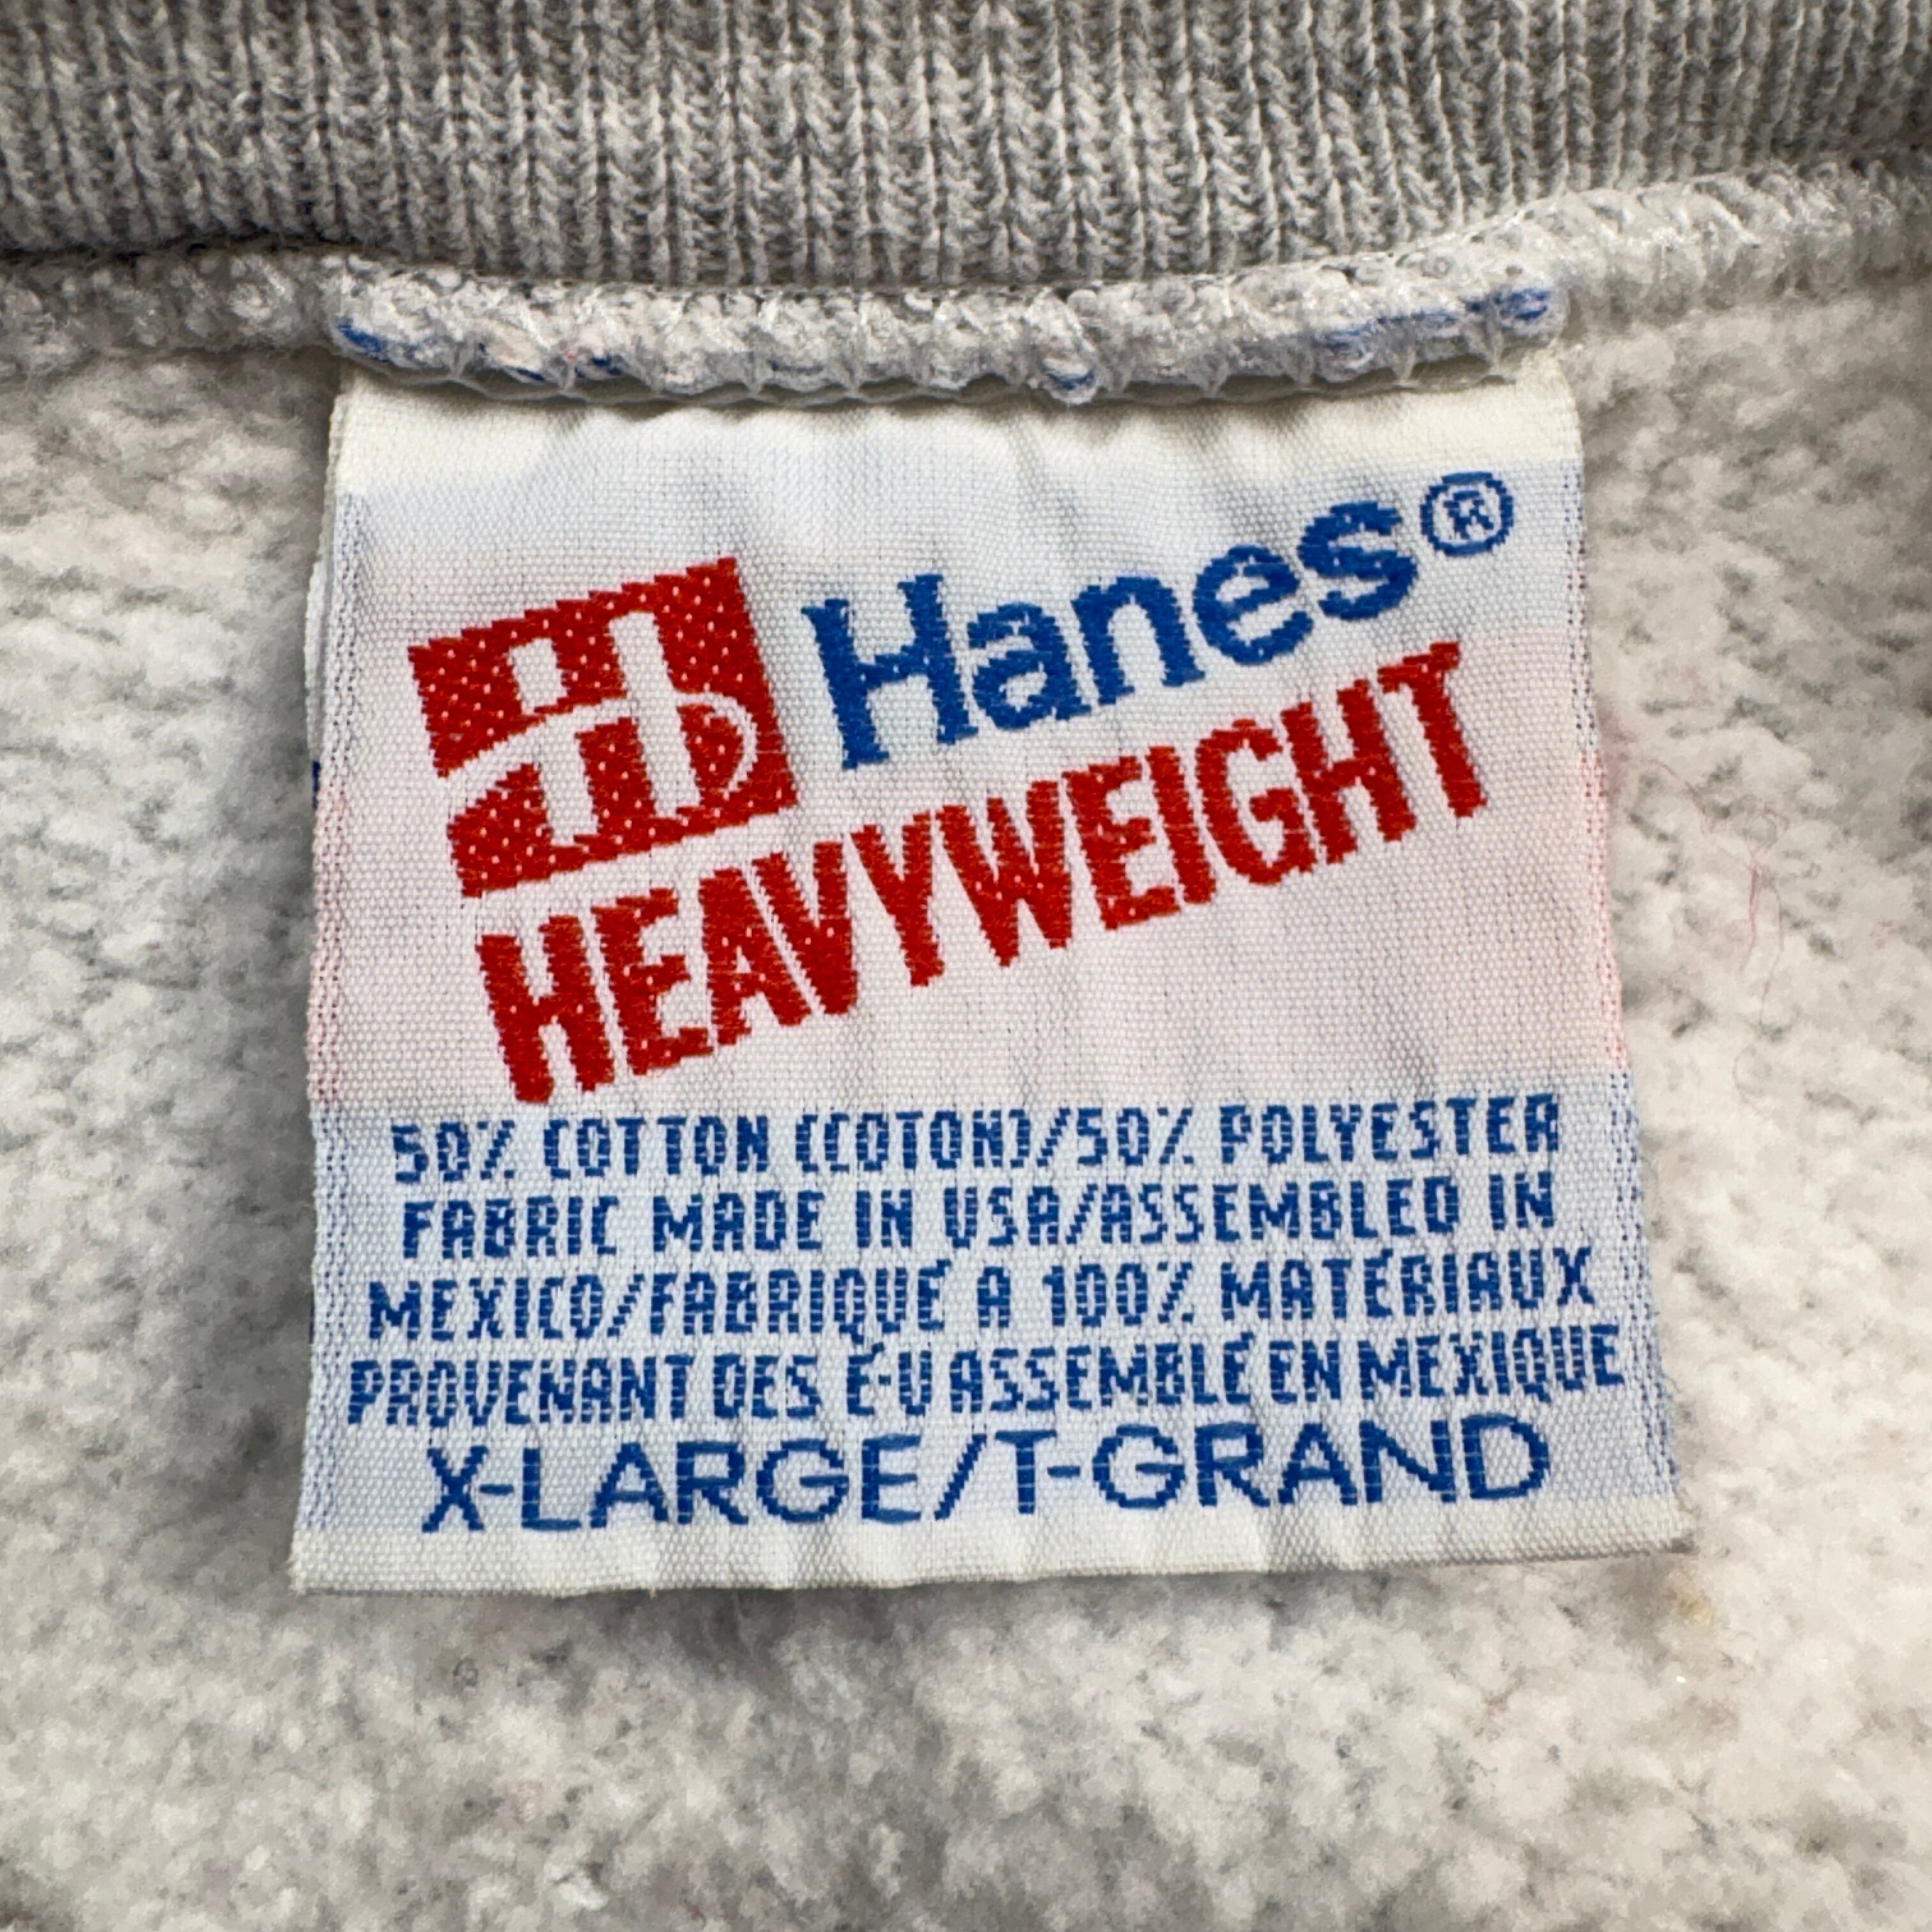 Hanes®
HEAVYWEIGHT
50% COTTON (COTON)/50% POLYESTER
FABRIC MADE IN USA/ASSEMBLED IN
MEXICO/FABRIQUÉ A 100% MATÉRIAUX
PROVENANT DES É-U ASSEMBLÉ EN MEXIQUE
X-LARGE/T-GRAND